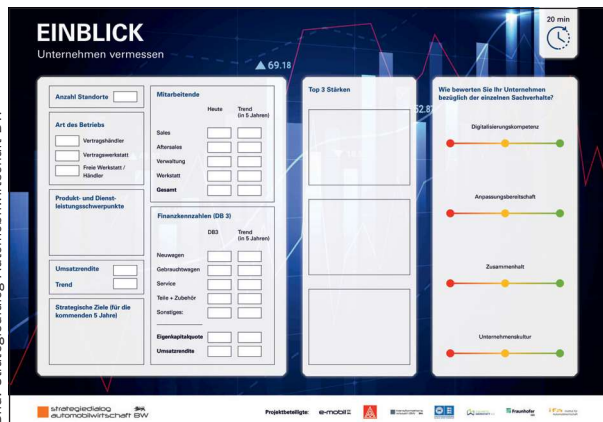 EINBLICK
Unternehmen vermessen
20 min
69.18
52.87
Anzahl Standorte
Art des Betriebs
Vertragshändler
Vertragswerkstatt
Freie Werkstatt /
Händler
Produkt- und Dienst-
leistungsschwerpunkte
Umsatzrendite
Trend
Strategische Ziele (für die
kommenden 5 Jahre)
Mitarbeitende
Heute
Trend
(in 5 Jahren)
Sales
Aftersales
Verwaltung
Werkstatt
Gesamt
Finanzkennzahlen (DB 3)
DB3
Trend
(in 5 Jahren)
Neuwagen
Gebrauchtwagen
Service
Teile + Zubehör
Sonstiges:
Eigenkapitalquote
Umsatzrendite
Top 3 Stärken
Wie bewerten Sie Ihr Unternehmen
bezüglich der einzelnen Sachverhalte?
Digitalisierungskompetenz
Anpassungsbereitschaft
Zusammenhalt
Unternehmenskultur
strategiedialog
automobilwirtschaft BW
Projektbeteiligte:
e-mobil
Fraunhofer